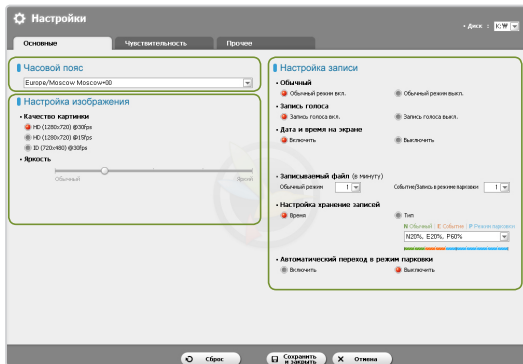 Настройки
• Диск : K:₩
Основные Чувствительность Прочее
Часовой пояс
Europe/Moscow Moscow+00
Настройка изображения
• Качество картинки
HD (1280x720) @30fps
HD (1280x720) @15fps
ID (720x480) @30fps
• Яркость
Обычный Яркий
Настройка записи
• Обычный
Обычный режим вкл. Обычный режим выкл.
• Запись голоса
Запись голоса вкл. Запись голоса выкл.
• Дата и время на экране
Включить Выключить
• Записываемый файл (в минуту)
Обычный режим 1 Событие/Запись в режиме парковки 1
• Настройка хранение записей
Время Тип
N Обычный | E Событие | P Режим парковки
N20%, E20%, P60%
• Автоматический переход в режим парковки
Включить Выключить
Сброс Сохранить и закрыть X Отмена